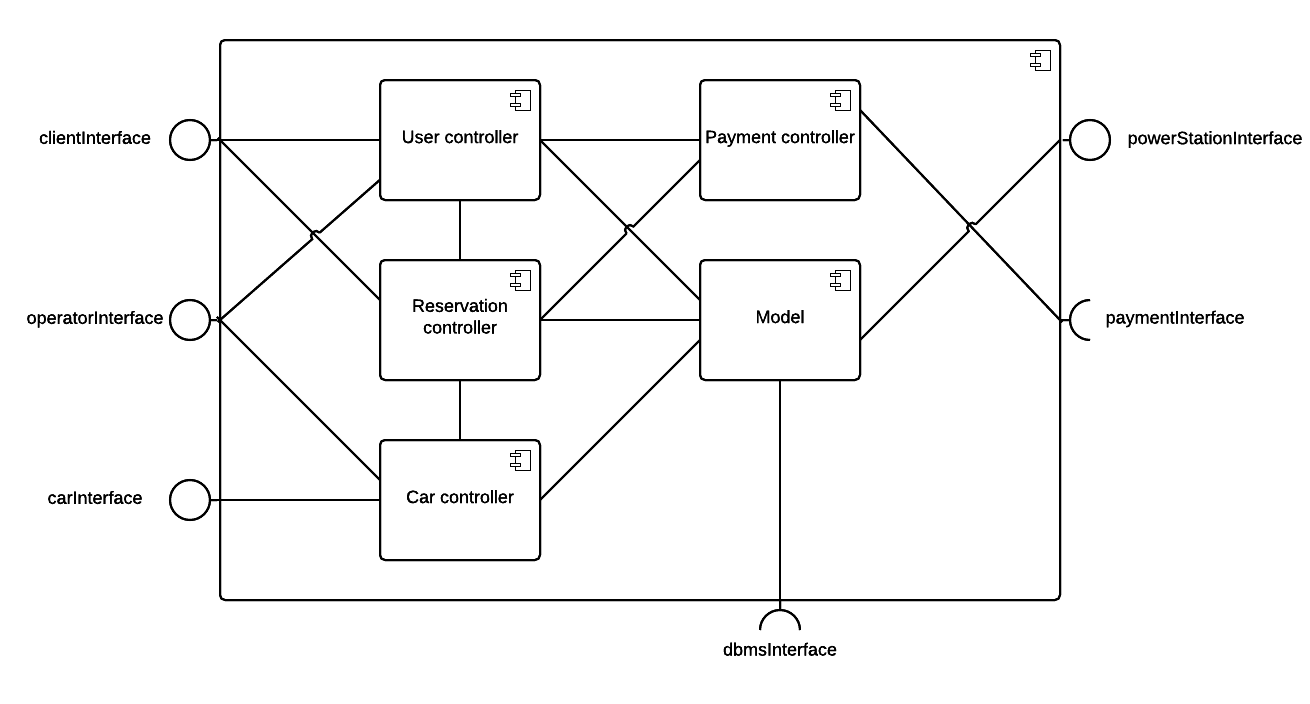 clientInterface
User controller
Payment controller
powerStationInterface
operatorInterface
Reservation
controller
Model
paymentInterface
carInterface
Car controller
dbmsInterface